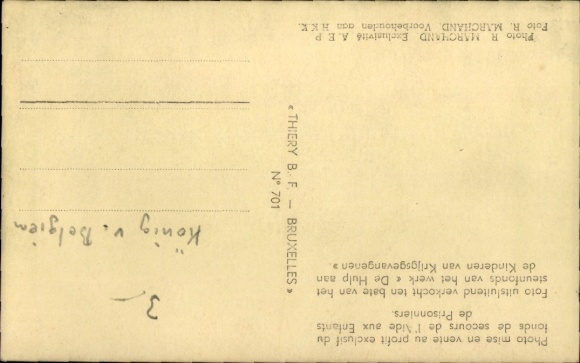 Photo mise en vente au profit exclusif du
fonds de secours de l'Aide aux Enfants
de Prisonniers.
Foto uitsluitend verkocht ten bate van het
steunfonds van het werk « De Hulp aan
de Kinderen van Krijgsgevangenen »
Photo R. MARCHAND. Exclusivité A. E. P.
Foto R. MARCHAND. Voorbehouden aan H.K.K.
« THIERY B. F. — BRUXELLES »
N° 701
3
König v. Belgien